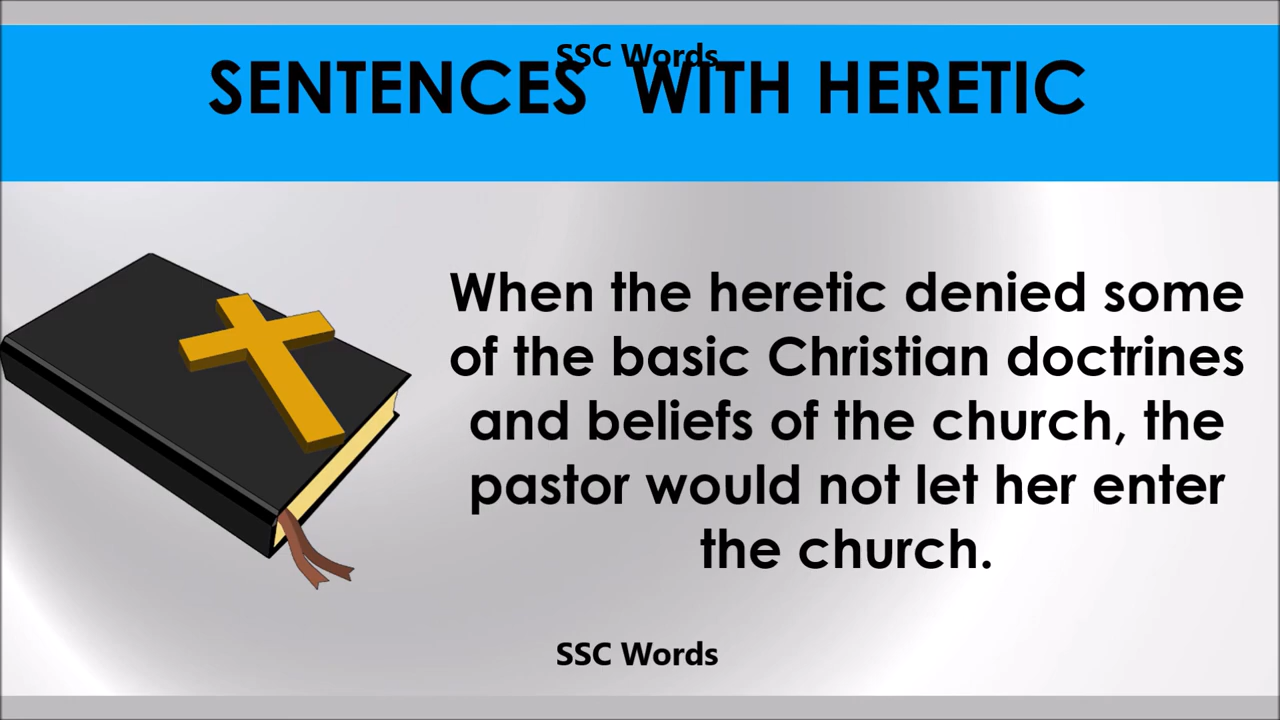 SSC Words
SENTENCES WITH HERETIC
When the heretic denied some
of the basic Christian doctrines
and beliefs of the church, the
pastor would not let her enter
the church.
SSC Words